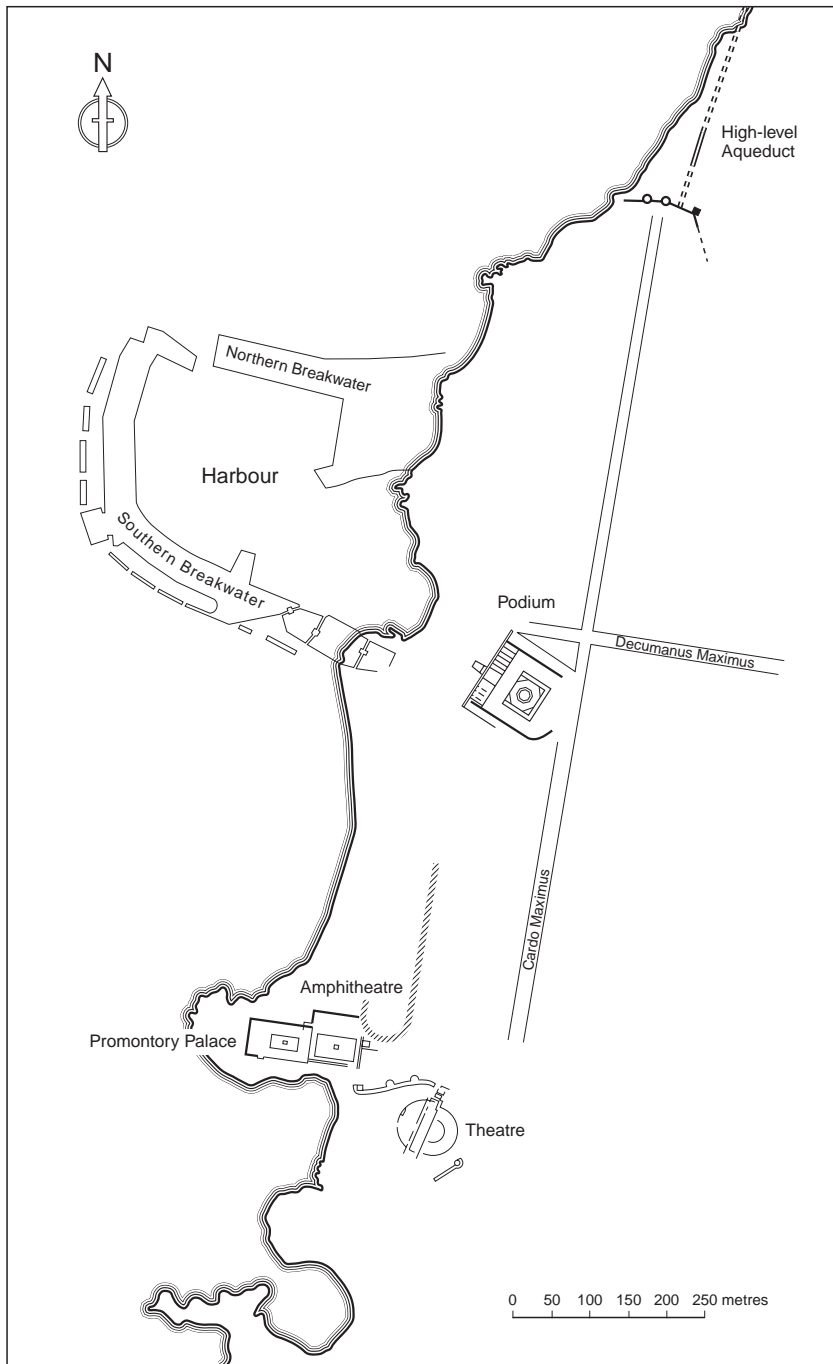 N
High-level
Aqueduct
Northern Breakwater
Harbour
Southern Breakwater
Podium
Decumanus Maximus
Cardo Maximus
Amphitheatre
Promontory Palace
Theatre
0 50 100 150 200 250 metres